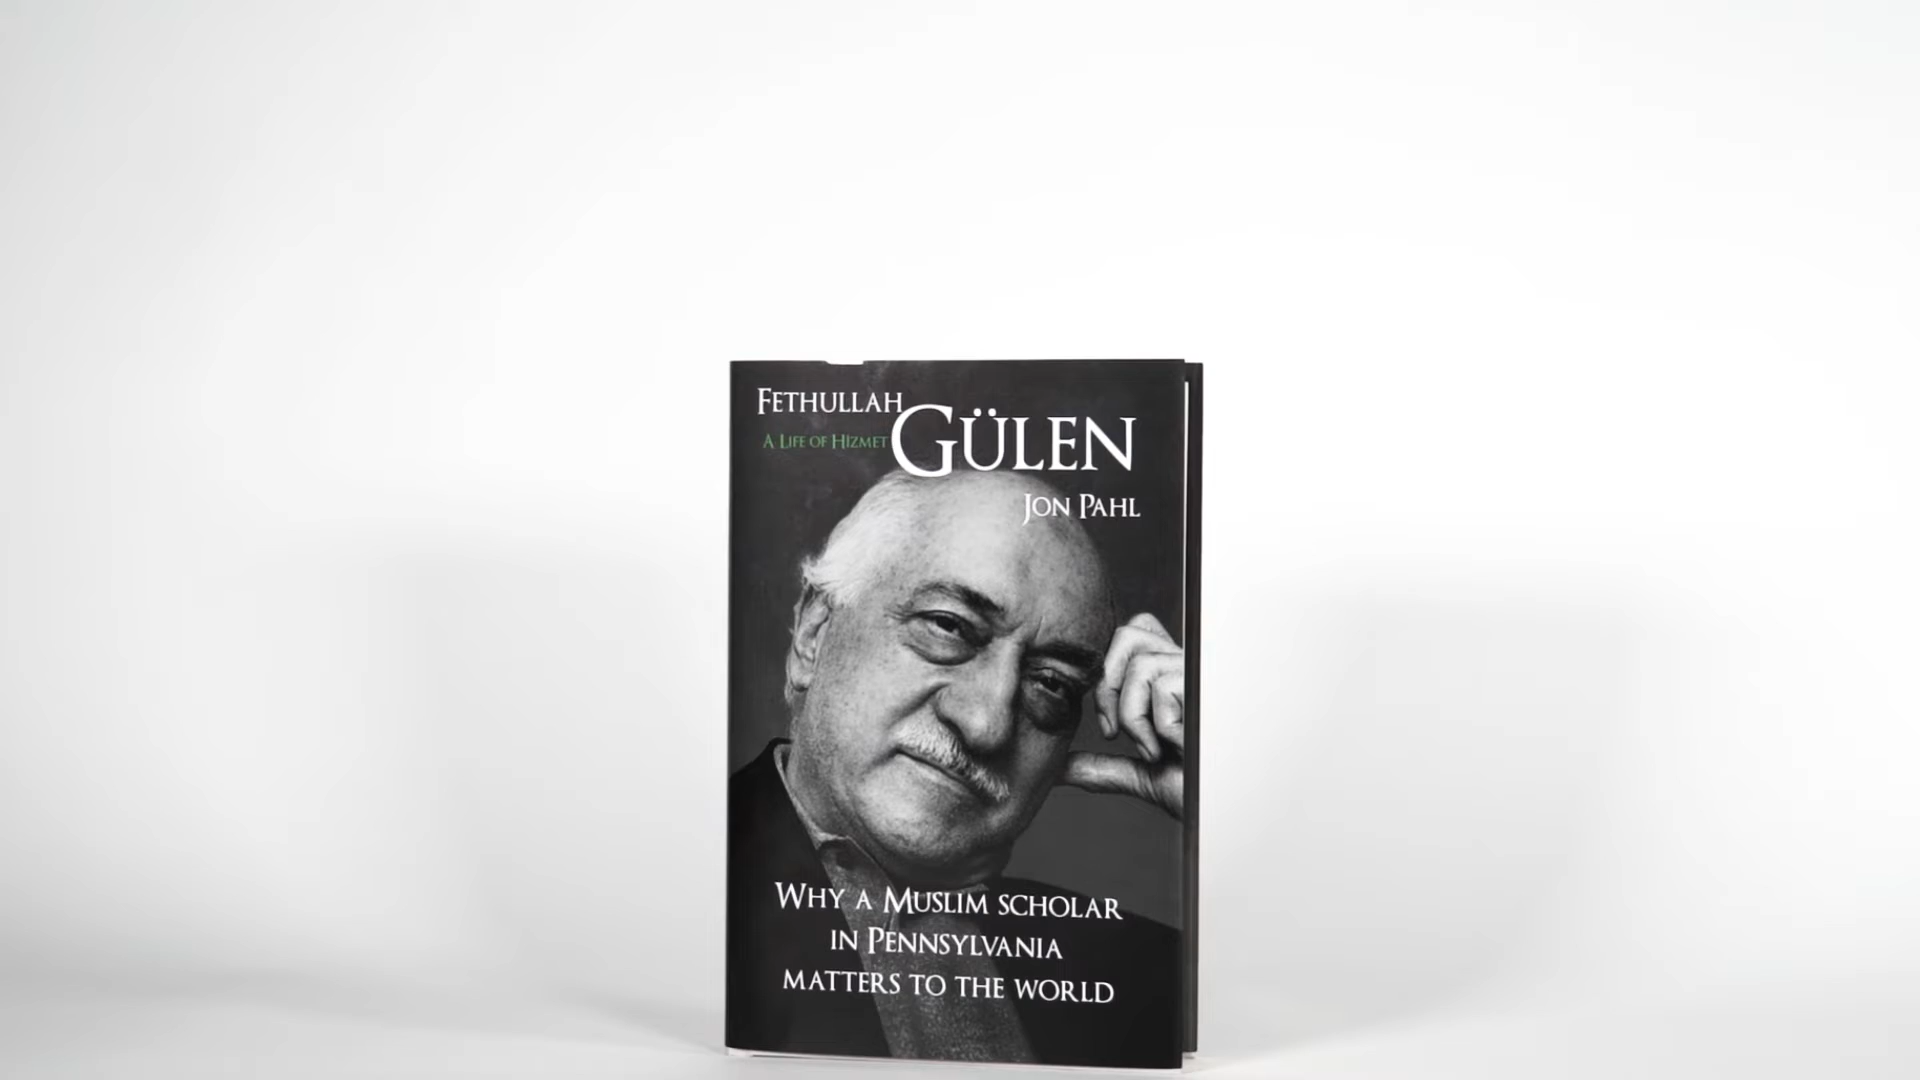 Fethullah
A Life of Hizmet
Gülen
Jon Pahl
Why a Muslim scholar
in Pennsylvania
matters to the world